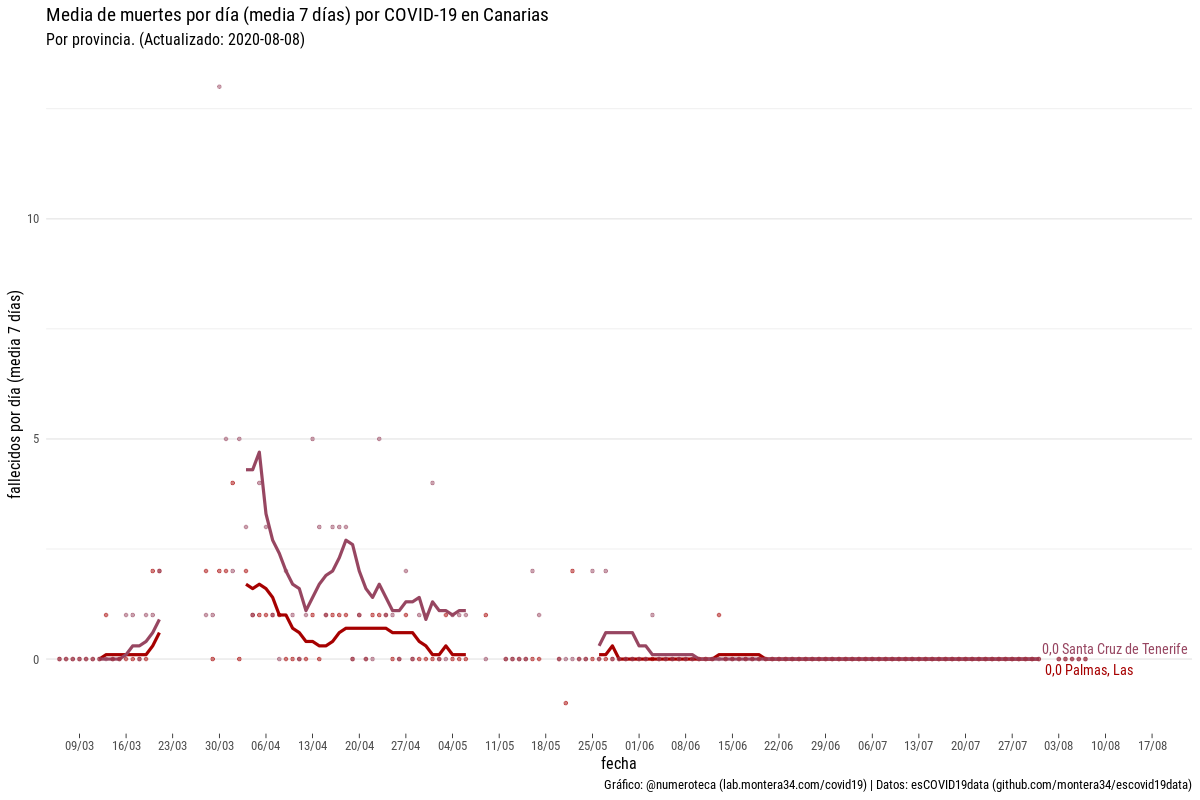 Media de muertes por día (media 7 días) por COVID-19 en Canarias
Por provincia. (Actualizado: 2020-08-08)
fallecidos por día (media 7 días)
10
5
0
0,0 Santa Cruz de Tenerife
0,0 Palmas, Las
09/03 16/03 23/03 30/03 06/04 13/04 20/04 27/04 04/05 11/05 18/05 25/05 01/06 08/06 15/06 22/06 29/06 06/07 13/07 20/07 27/07 03/08 10/08 17/08
fecha
Gráfico: @numeroteca (lab.montera34.com/covid19) | Datos: esCOVID19data (github.com/montera34/escovid19data)